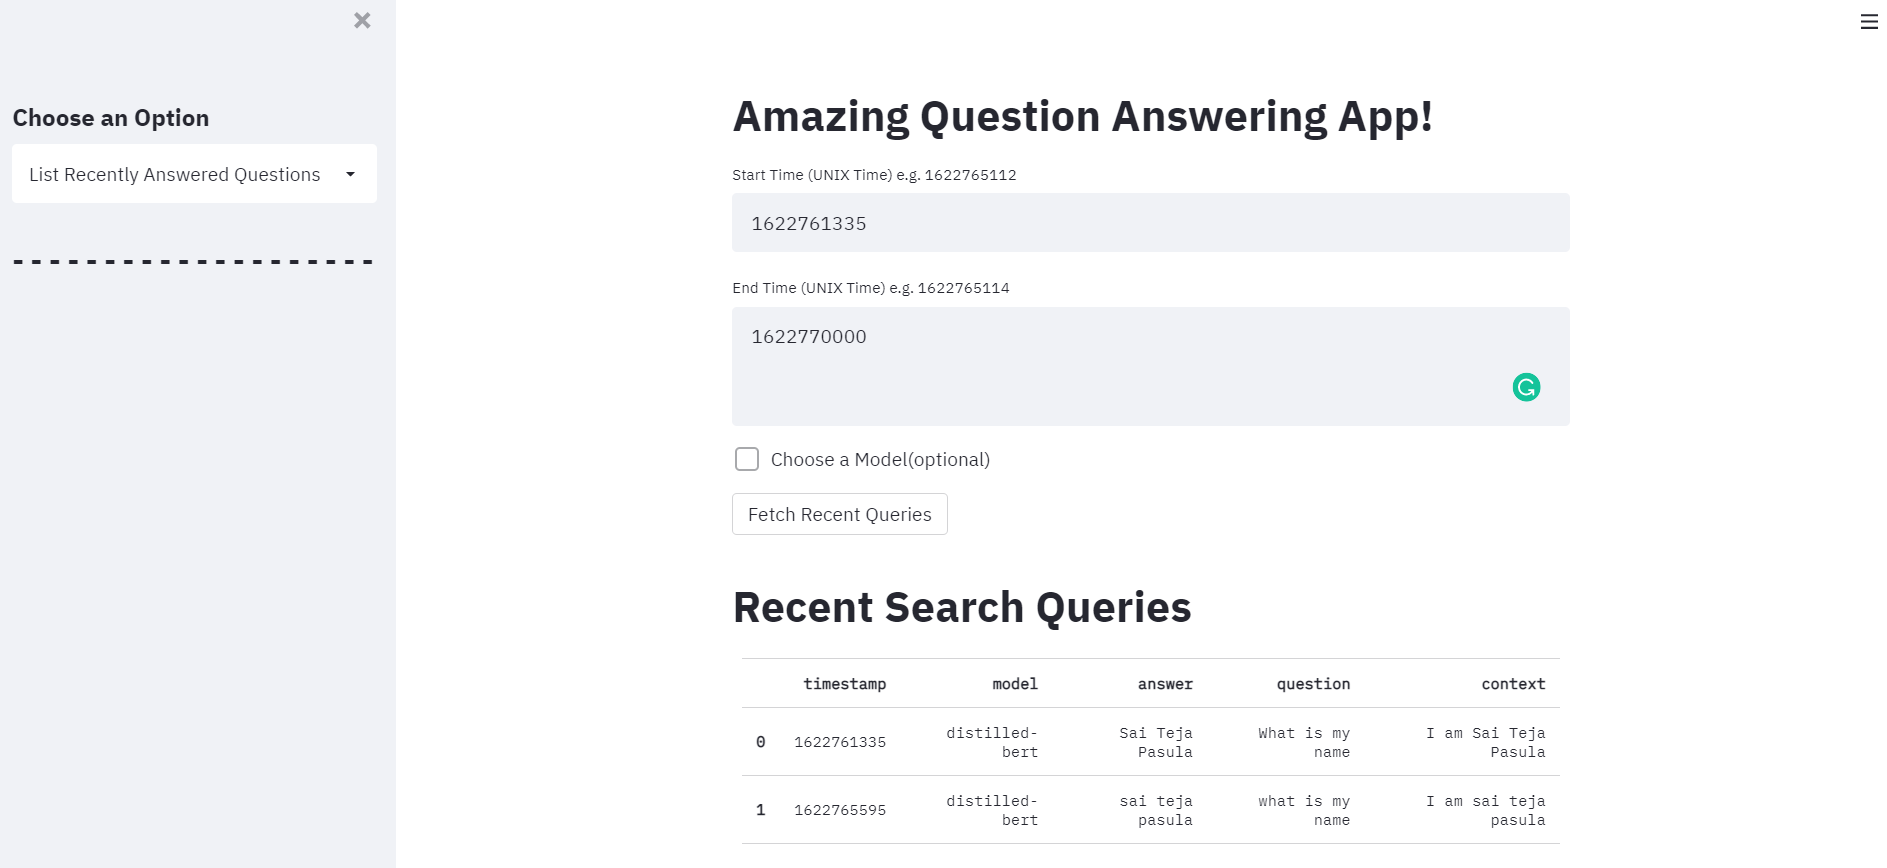 Choose an Option
List Recently Answered Questions
-------------------
Amazing Question Answering App!
Start Time (UNIX Time) e.g. 1622765112
1622761335
End Time (UNIX Time) e.g. 1622765114
1622770000
Choose a Model(optional)
Fetch Recent Queries
Recent Search Queries
timestamp model answer question context
0 1622761335 distilled- Sai Teja What is my I am Sai Teja
bert Pasula name Pasula
1 1622765595 distilled- sai teja what is my I am sai teja
bert pasula name pasula